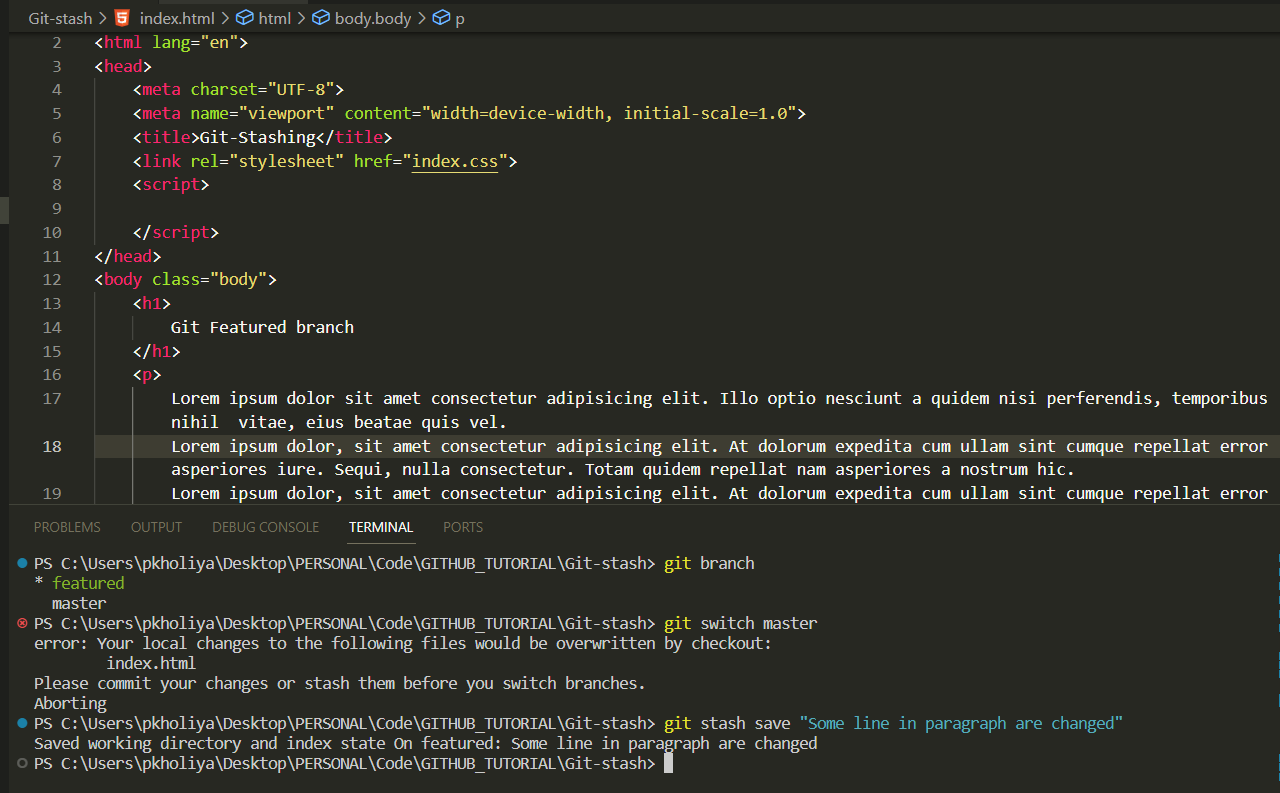 Git-stash > index.html > html > body.body > p
2 <html lang="en">
3 <head>
4 <meta charset="UTF-8">
5 <meta name="viewport" content="width=device-width, initial-scale=1.0">
6 <title>Git-Stashing</title>
7 <link rel="stylesheet" href="index.css">
8 <script>
9
10 </script>
11 </head>
12 <body class="body">
13 <h1>
14 Git Featured branch
15 </h1>
16 <p>
17 Lorem ipsum dolor sit amet consectetur adipisicing elit. Illo optio nesciunt a quidem nisi perferendis, temporibus
nihil  vitae, eius beatae quis vel.
18 Lorem ipsum dolor, sit amet consectetur adipisicing elit. At dolorum expedita cum ullam sint cumque repellat error
asperiores iure. Sequi, nulla consectetur. Totam quidem repellat nam asperiores a nostrum hic.
19 Lorem ipsum dolor, sit amet consectetur adipisicing elit. At dolorum expedita cum ullam sint cumque repellat error
PROBLEMS OUTPUT DEBUG CONSOLE TERMINAL PORTS
PS C:\Users\pkholiya\Desktop\PERSONAL\Code\GITHUB_TUTORIAL\Git-stash> git branch
* featured
master
PS C:\Users\pkholiya\Desktop\PERSONAL\Code\GITHUB_TUTORIAL\Git-stash> git switch master
error: Your local changes to the following files would be overwritten by checkout:
index.html
Please commit your changes or stash them before you switch branches.
Aborting
PS C:\Users\pkholiya\Desktop\PERSONAL\Code\GITHUB_TUTORIAL\Git-stash> git stash save "Some line in paragraph are changed"
Saved working directory and index state On featured: Some line in paragraph are changed
PS C:\Users\pkholiya\Desktop\PERSONAL\Code\GITHUB_TUTORIAL\Git-stash>